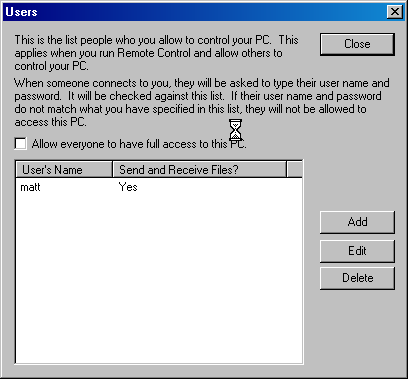 Users
This is the list people who you allow to control your PC.  This
applies when you run Remote Control and allow others to
control your PC.
Close
When someone connects to you, they will be asked to type their user name and
password.  It will be checked against this list.  If their user name and password
do not match what you have specified in this list, they will not be allowed to
access this PC.
Allow everyone to have full access to this PC.
User's Name Send and Receive Files?
matt Yes
Add
Edit
Delete